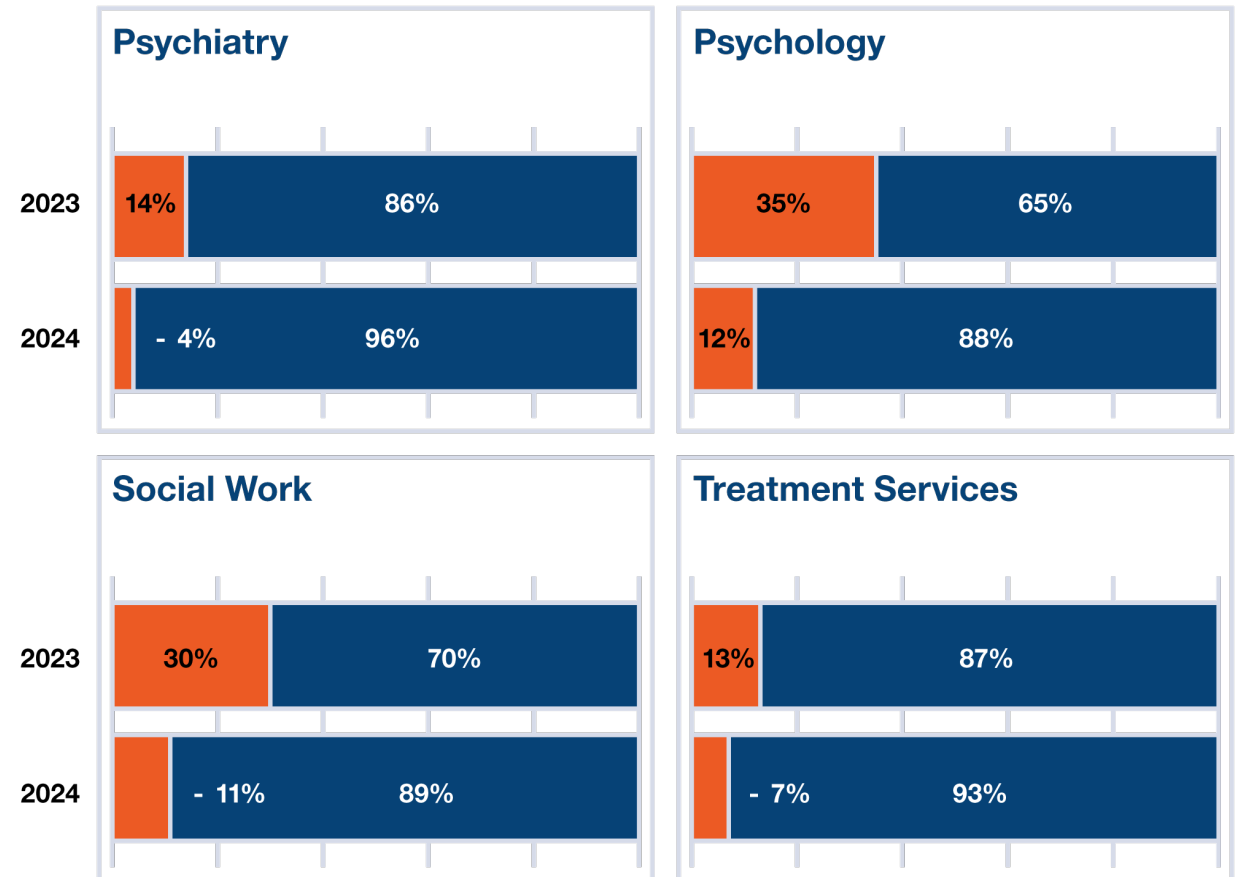 Psychiatry
2023 14% 86%
2024 - 4% 96%
Psychology
35% 65%
12% 88%
Social Work
2023 30% 70%
2024 - 11% 89%
Treatment Services
13% 87%
- 7% 93%